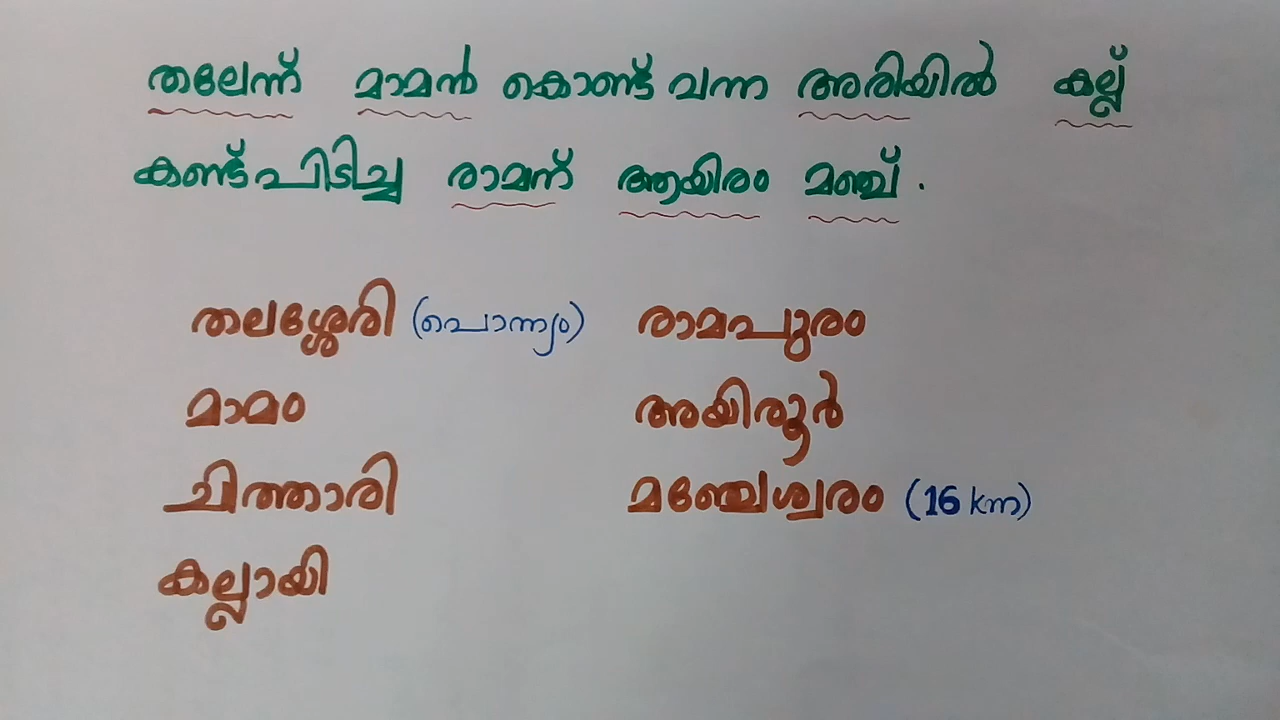 തലേന്ന് മാമൻ കൊണ്ട് വന്ന അരിയിൽ കല്ല്
കണ്ട്പിടിച്ച രാമന് ആയിരം മഞ്ച് .
തലശ്ശേരി (പൊന്ന്യം) രാമപുരം
മാമം അയിരൂർ
ചിത്താരി മഞ്ചേശ്വരം (16 km)
കല്ലായി